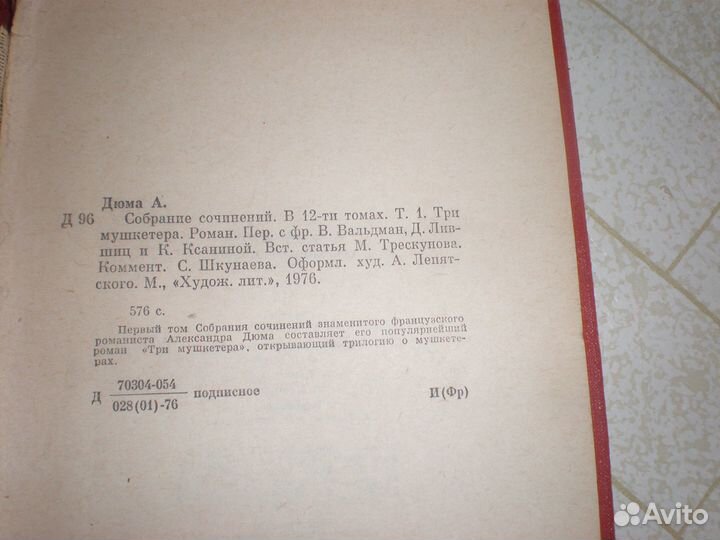 Дюма А.
Д 96 Собрание сочинений. В 12-ти томах. Т. 1. Три
мушкетера. Роман. Пер. с фр. В. Вальдман, Д. Лив-
шиц и К. Ксаниной. Вст. статья М. Трескунова.
Коммент. С. Шкунаева. Оформл. худ. А. Лепят-
ского. М., «Худож. лит.», 1976.
576 с.
Первый том Собрания сочинений знаменитого французского
романиста Александра Дюма составляет его популярнейший
роман «Три мушкетера», открывающий трилогию о мушкете-
рах.
70304-054
Д подписное И(Фр)
028(01)-76
Avito